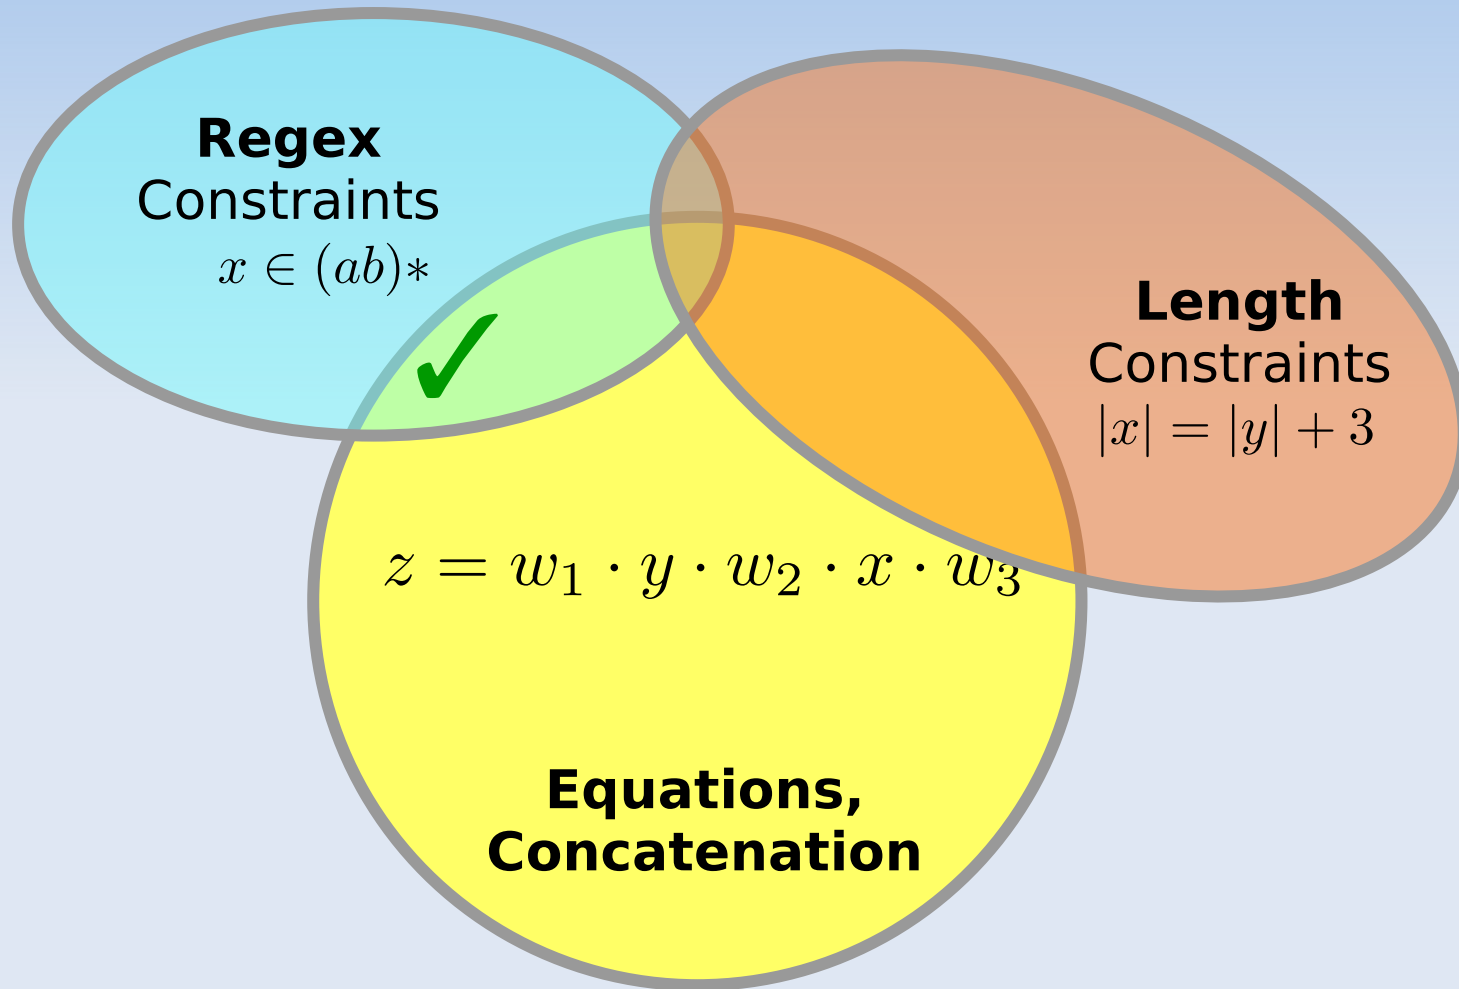 Regex
Constraints
x ∈ (ab)*
Length
Constraints
|x| = |y| + 3
z = w₁ · y · w₂ · x · w₃
Equations,
Concatenation